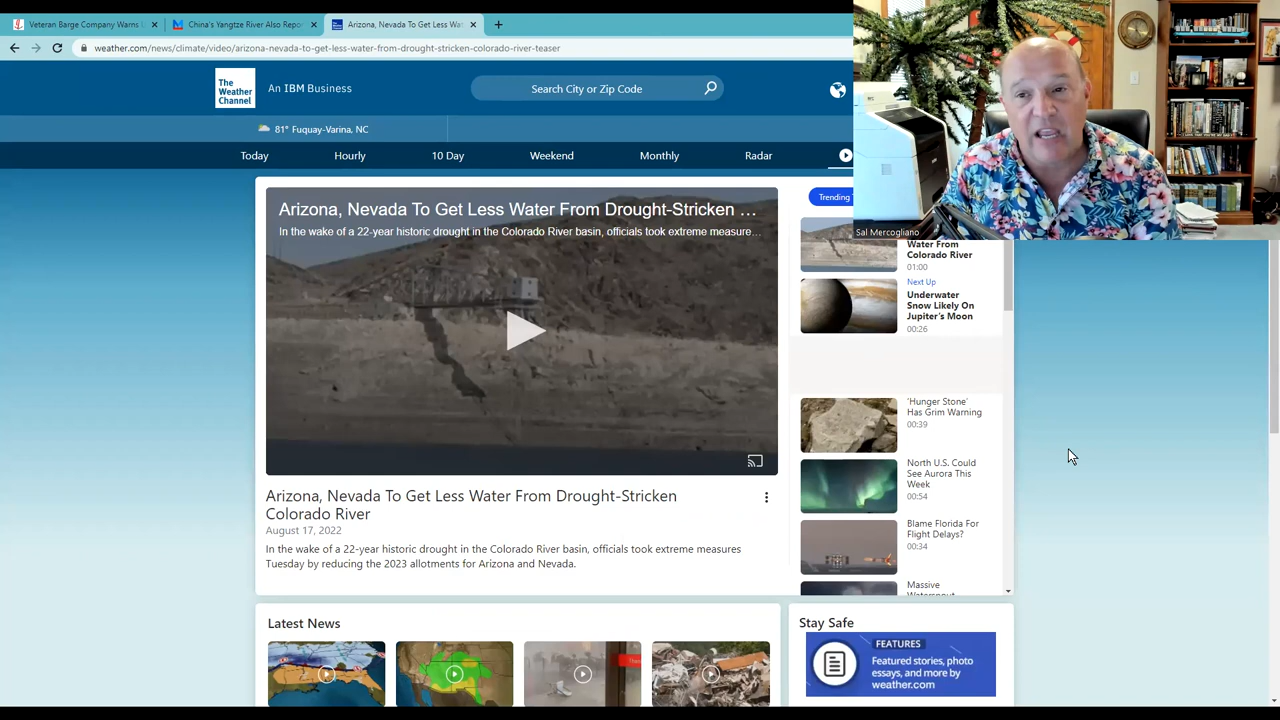 Veteran Barge Company Warns
China's Yangtze River Also Repo
Arizona, Nevada To Get Less Wat
weather.com/news/climate/video/arizona-nevada-to-get-less-water-from-drought-stricken-colorado-river-teaser
The
Weather
Channel
An IBM Business
Search City or Zip Code
81° Fuquay-Varina, NC
Today
Hourly
10 Day
Weekend
Monthly
Radar
Arizona, Nevada To Get Less Water From Drought-Stricken ...
In the wake of a 22-year historic drought in the Colorado River basin, officials took extreme measure...
Arizona, Nevada To Get Less Water From Drought-Stricken
Colorado River
August 17, 2022
In the wake of a 22-year historic drought in the Colorado River basin, officials took extreme measures
Tuesday by reducing the 2023 allotments for Arizona and Nevada.
Sal Mercogliano
Trending
Water From
Colorado River
01:00
Next Up
Underwater
Snow Likely On
Jupiter's Moon
00:26
'Hunger Stone'
Has Grim Warning
00:39
North U.S. Could
See Aurora This
Week
00:54
Blame Florida For
Flight Delays?
00:34
Massive
Waterspout
Latest News
Stay Safe
FEATURES
Featured stories, photo
essays, and more by
weather.com